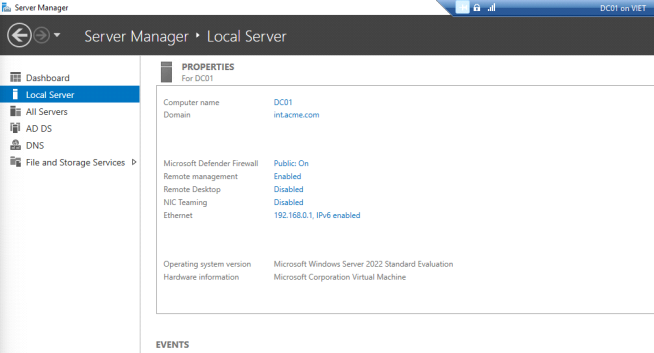 Server Manager
DC01 on VIET
Server Manager • Local Server
Dashboard
Local Server
All Servers
AD DS
DNS
File and Storage Services
PROPERTIES
For DC01
Computer name DC01
Domain int.acme.com
Microsoft Defender Firewall Public: On
Remote management Enabled
Remote Desktop Disabled
NIC Teaming Disabled
Ethernet 192.168.0.1, IPv6 enabled
Operating system version Microsoft Windows Server 2022 Standard Evaluation
Hardware information Microsoft Corporation Virtual Machine
EVENTS